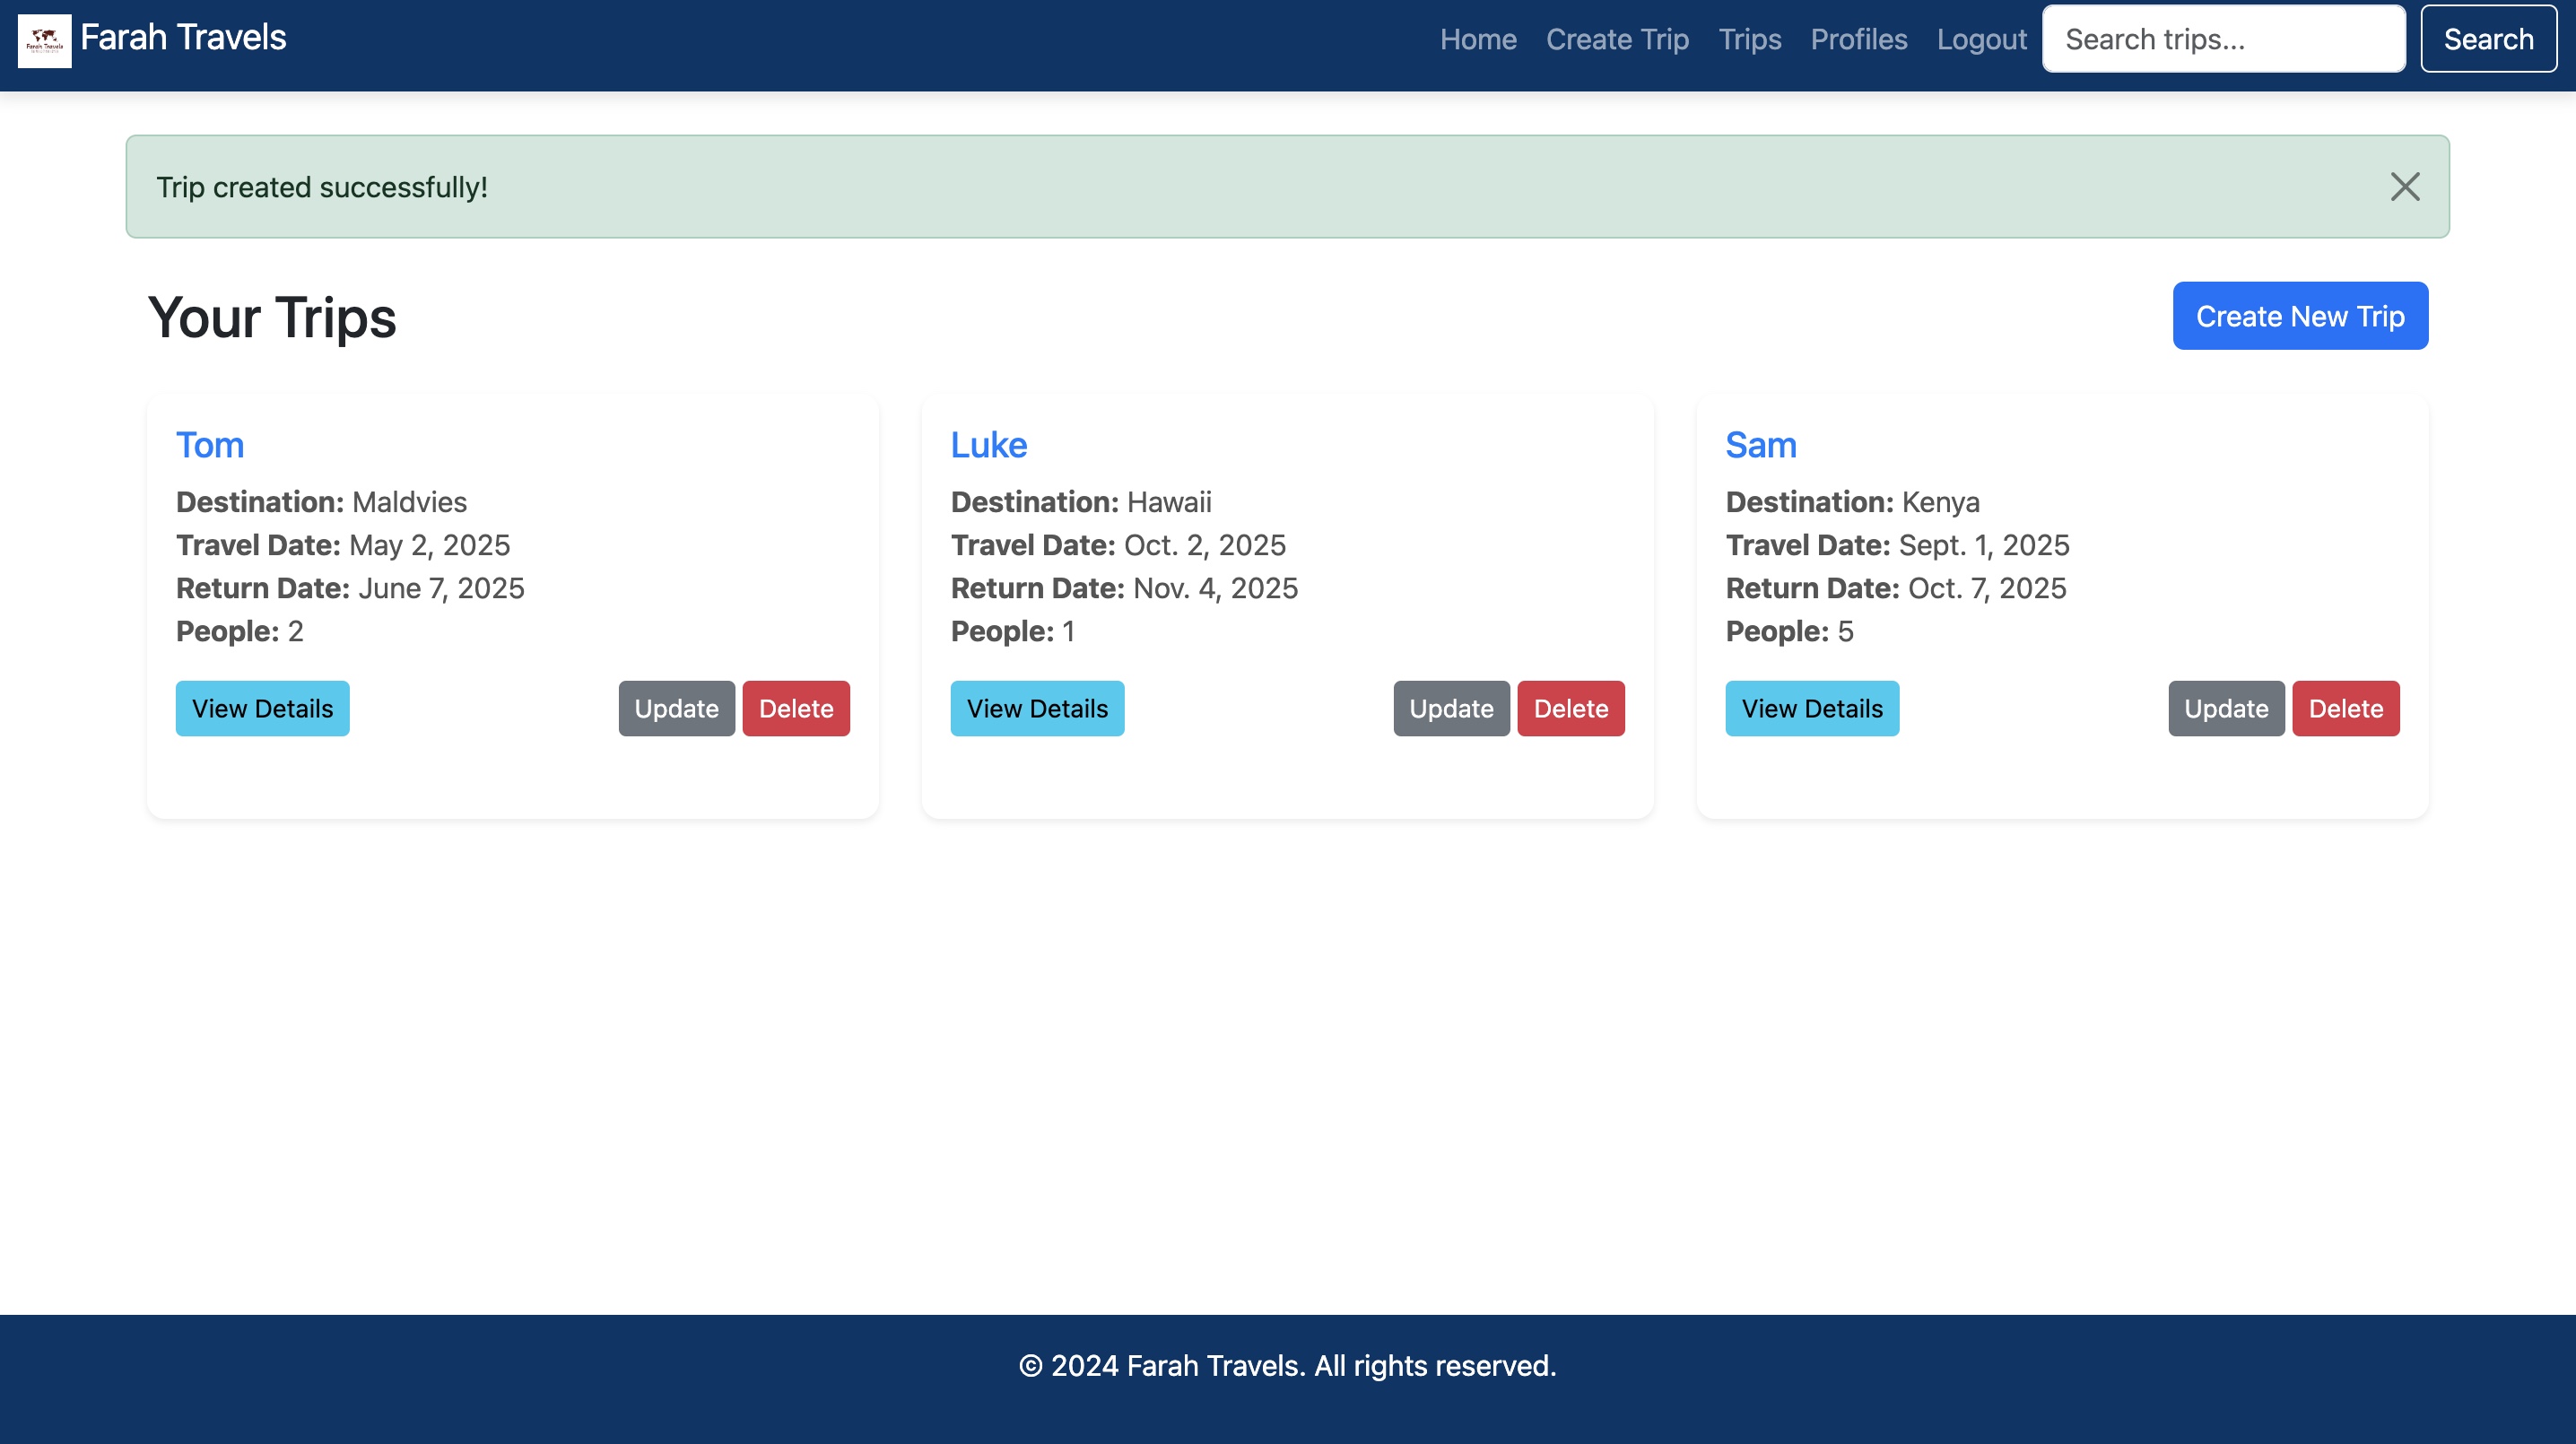 Farah Travels
Farah Travels
Home Create Trip Trips Profiles Logout Search trips... Search
Trip created successfully!
Your Trips
Create New Trip
Tom
Destination: Maldvies
Travel Date: May 2, 2025
Return Date: June 7, 2025
People: 2
View Details Update Delete
Luke
Destination: Hawaii
Travel Date: Oct. 2, 2025
Return Date: Nov. 4, 2025
People: 1
View Details Update Delete
Sam
Destination: Kenya
Travel Date: Sept. 1, 2025
Return Date: Oct. 7, 2025
People: 5
View Details Update Delete
© 2024 Farah Travels. All rights reserved.